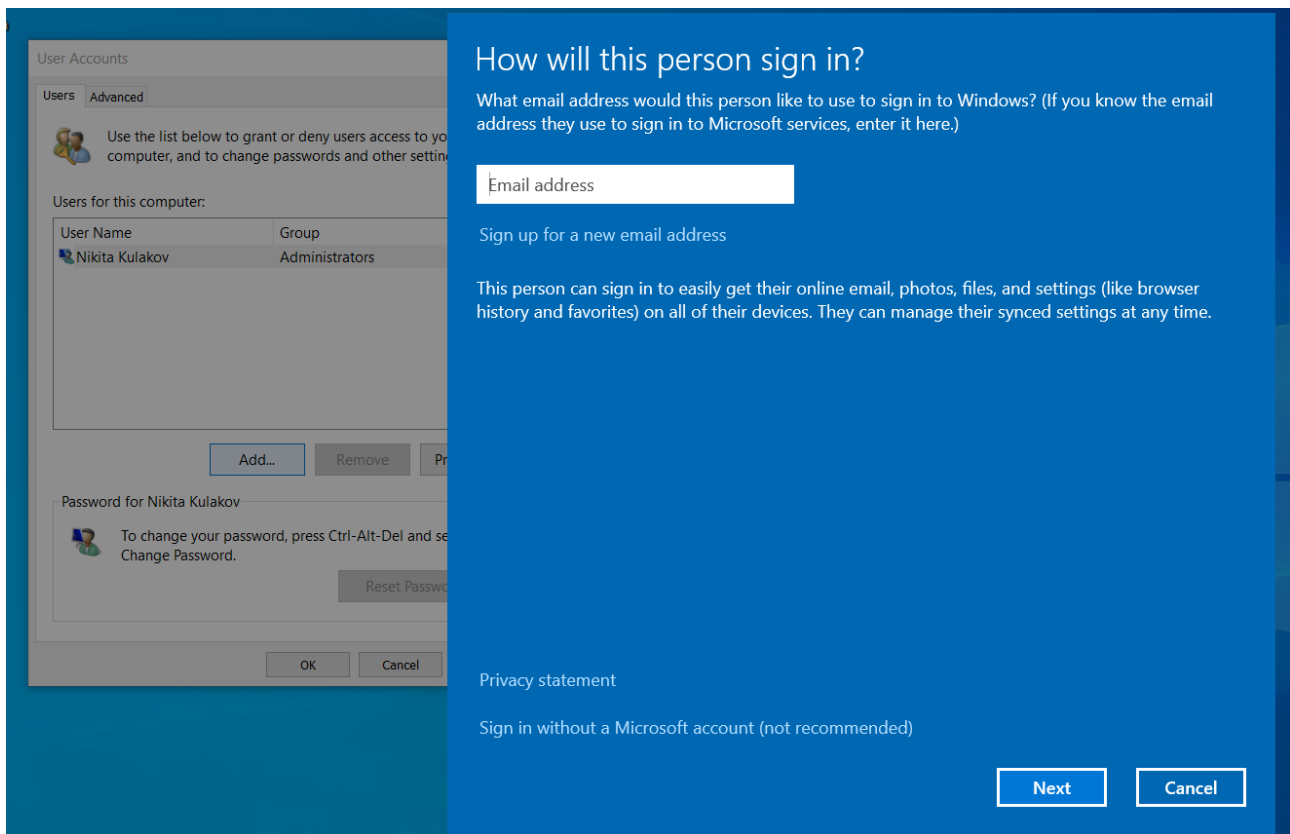 User Accounts
Users
Advanced
Use the list below to grant or deny users access to
computer, and to change passwords and other
Users for this computer:
User Name
Group
Nikita Kulakov
Administrators
Add...
Remove
Password for Nikita Kulakov
To change your password, press Ctrl-Alt-Del and
Change Password.
Reset
OK
Cancel
How will this person sign in?
What email address would this person like to use to sign in to Windows? (If you know the email
address they use to sign in to Microsoft services, enter it here.)
Email address
Sign up for a new email address
This person can sign in to easily get their online email, photos, files, and settings (like browser
history and favorites) on all of their devices. They can manage their synced settings at any time.
Privacy statement
Sign in without a Microsoft account (not recommended)
Next
Cancel